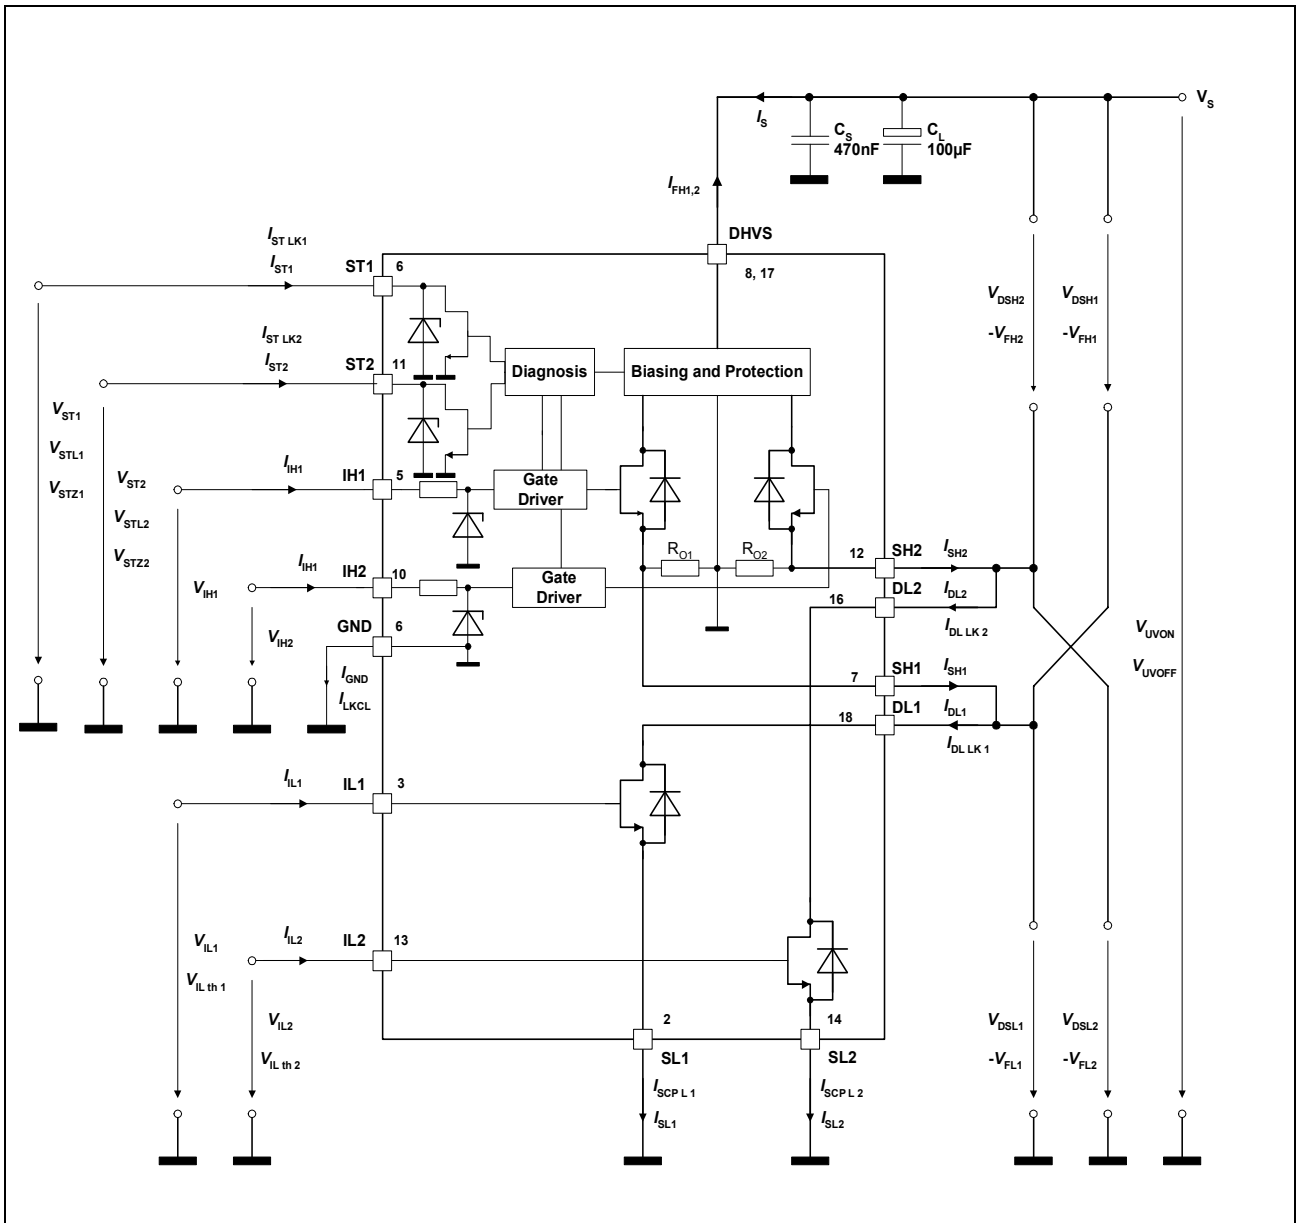 V_S
I_S
C_S
470nF
C_L
100µF
I_FH1,2
DHVS
8, 17
I_ST LK1
I_ST1
ST1
6
I_ST LK2
I_ST2
ST2
11
V_DSH2
-V_FH2
V_DSH1
-V_FH1
Diagnosis
Biasing and Protection
V_ST1
V_STL1
V_STZ1
V_ST2
V_STL2
V_STZ2
I_IH1
IH1
5
Gate
Driver
R_O1
R_O2
12
SH2
I_SH2
V_IH1
I_IH1
IH2
10
Gate
Driver
16
DL2
I_DL2
I_DL LK 2
V_IH2
GND
6
I_GND
I_LKCL
V_UVON
V_UVOFF
7
SH1
I_SH1
18
DL1
I_DL1
I_DL LK 1
I_IL1
IL1
3
V_IL1
V_IL th 1
I_IL2
IL2
13
V_IL2
V_IL th 2
2
SL1
14
SL2
I_SCP L 1
I_SL1
I_SCP L 2
I_SL2
V_DSL1
-V_FL1
V_DSL2
-V_FL2